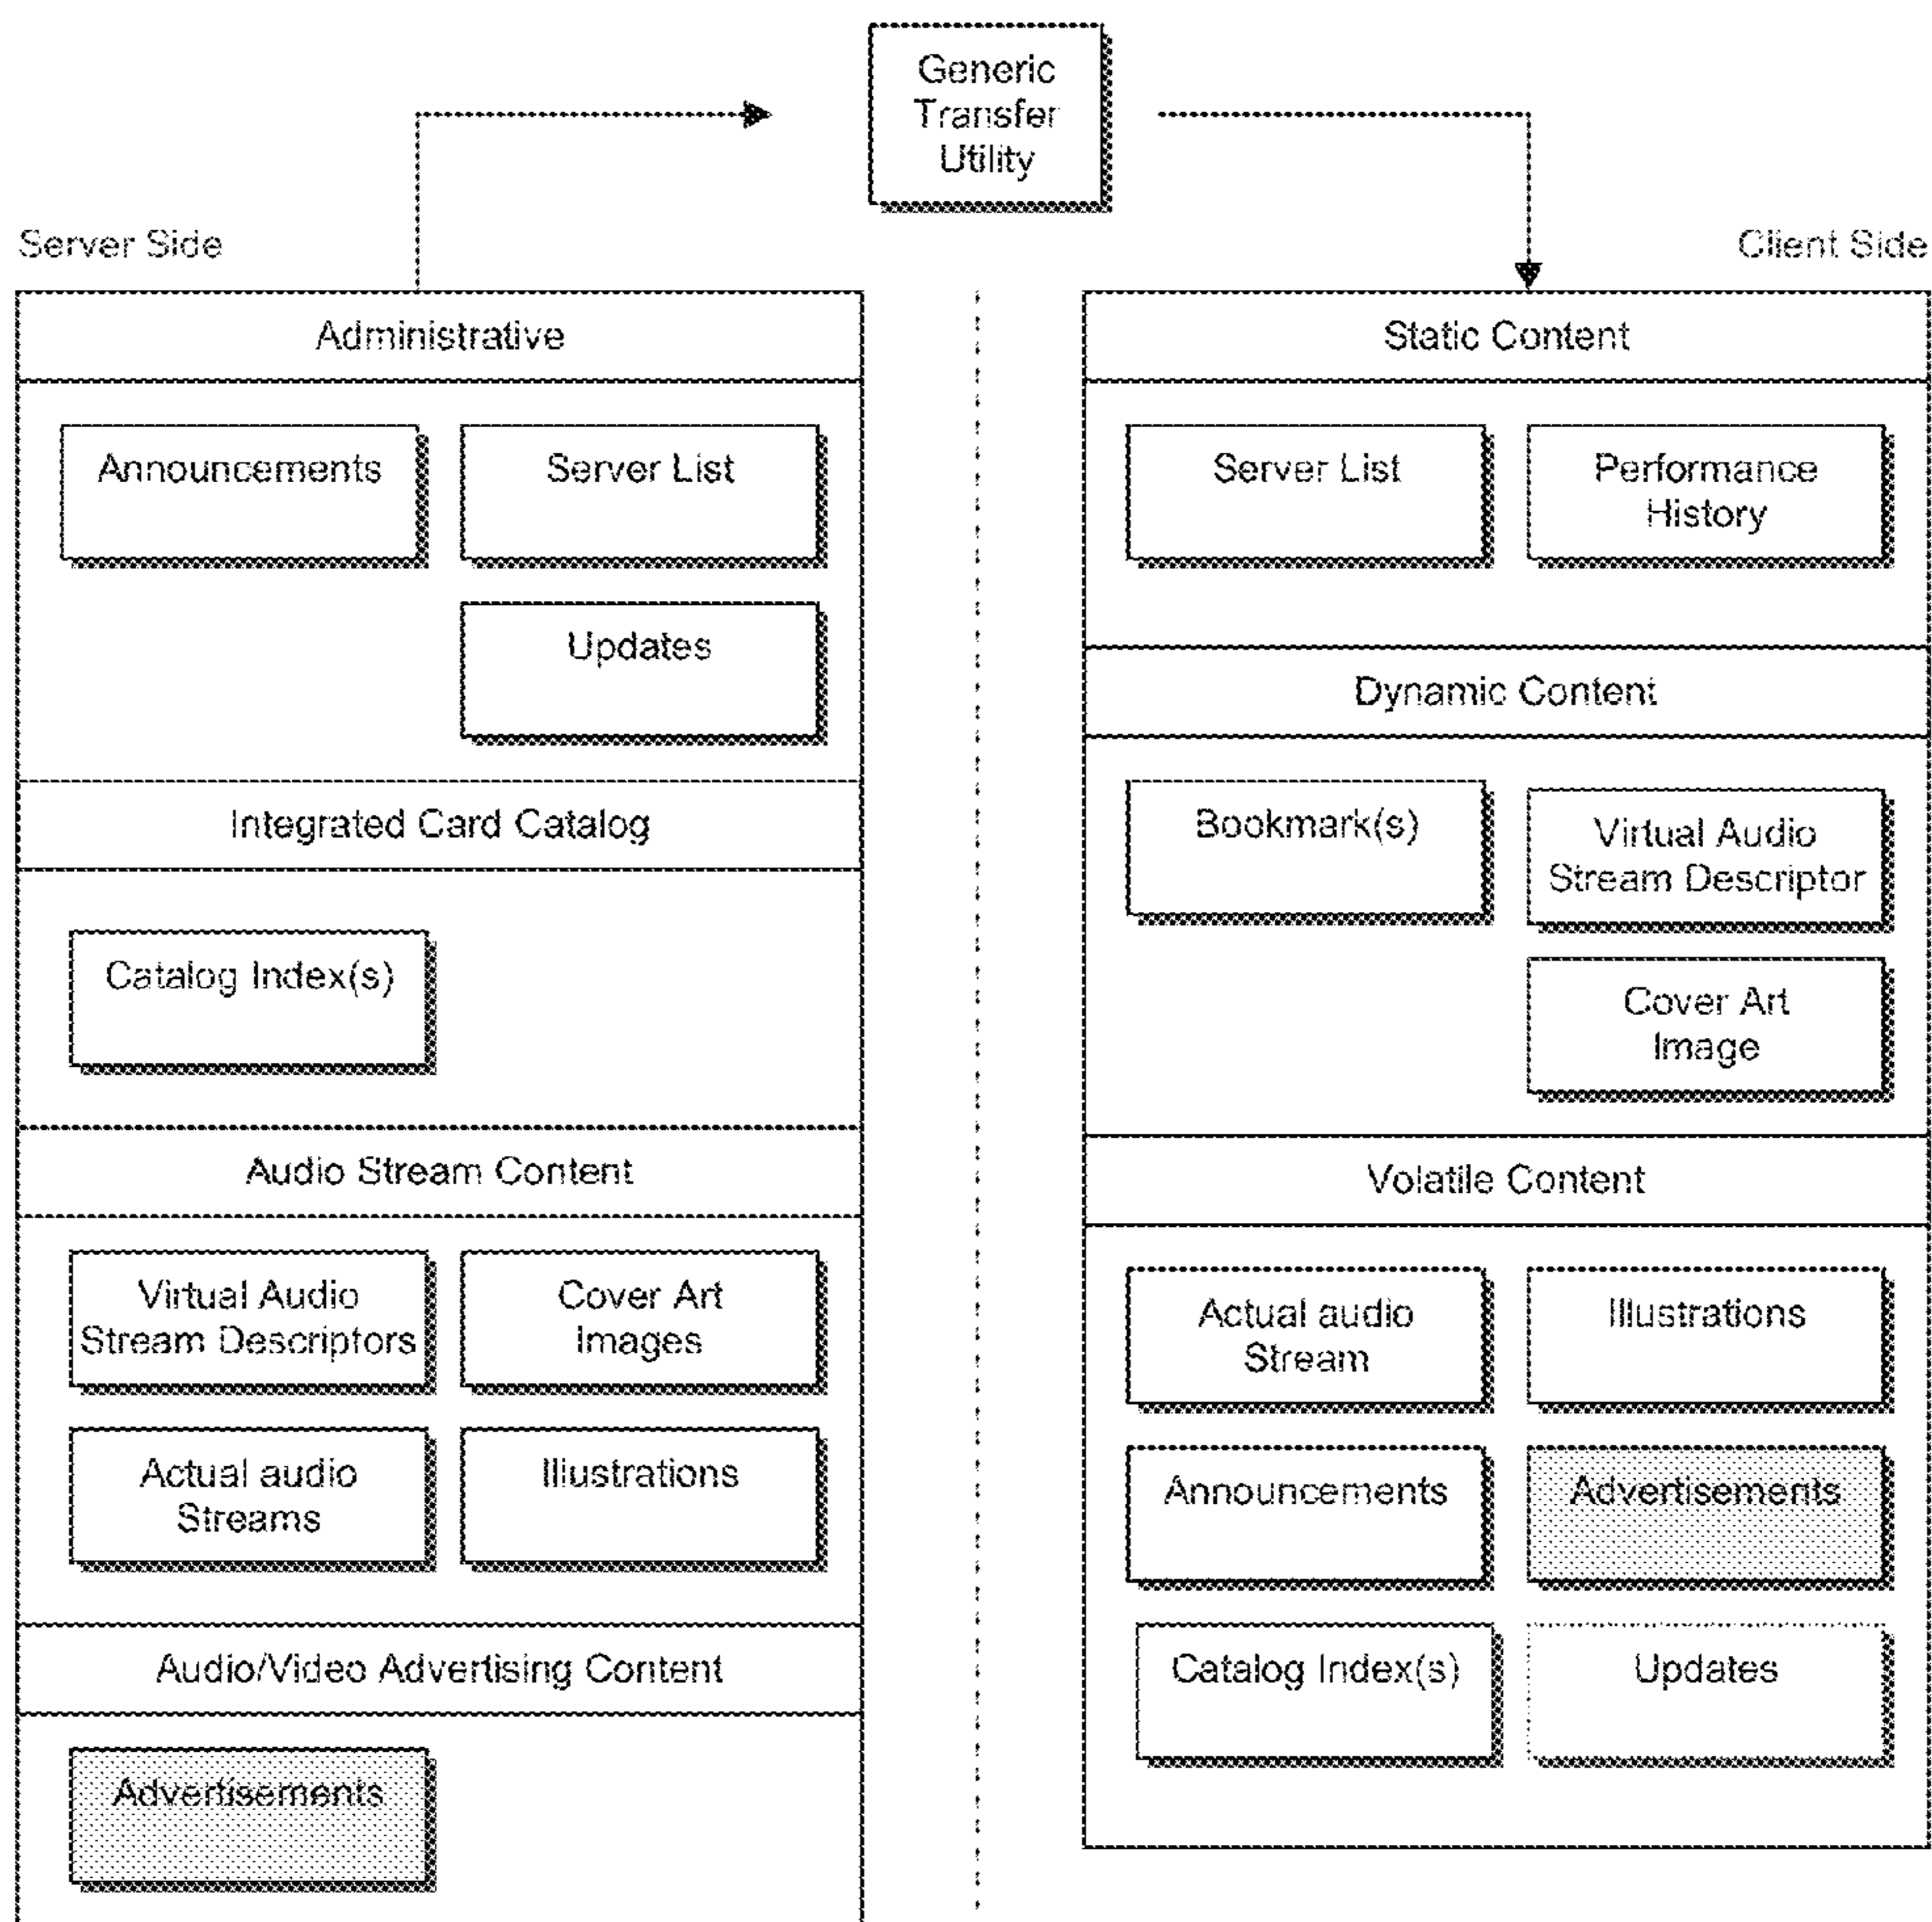 Generic
Transfer
Utility
Server Side
Client Side
Administrative
Announcements
Server List
Updates
Integrated Card Catalog
Catalog Index(s)
Audio Stream Content
Virtual Audio
Stream Descriptors
Cover Art
Images
Actual audio
Streams
Illustrations
Audio/Video Advertising Content
Advertisements
Static Content
Server List
Performance
History
Dynamic Content
Bookmark(s)
Virtual Audio
Stream Descriptor
Cover Art
Image
Volatile Content
Actual audio
Stream
Illustrations
Announcements
Advertisements
Catalog Index(s)
Updates